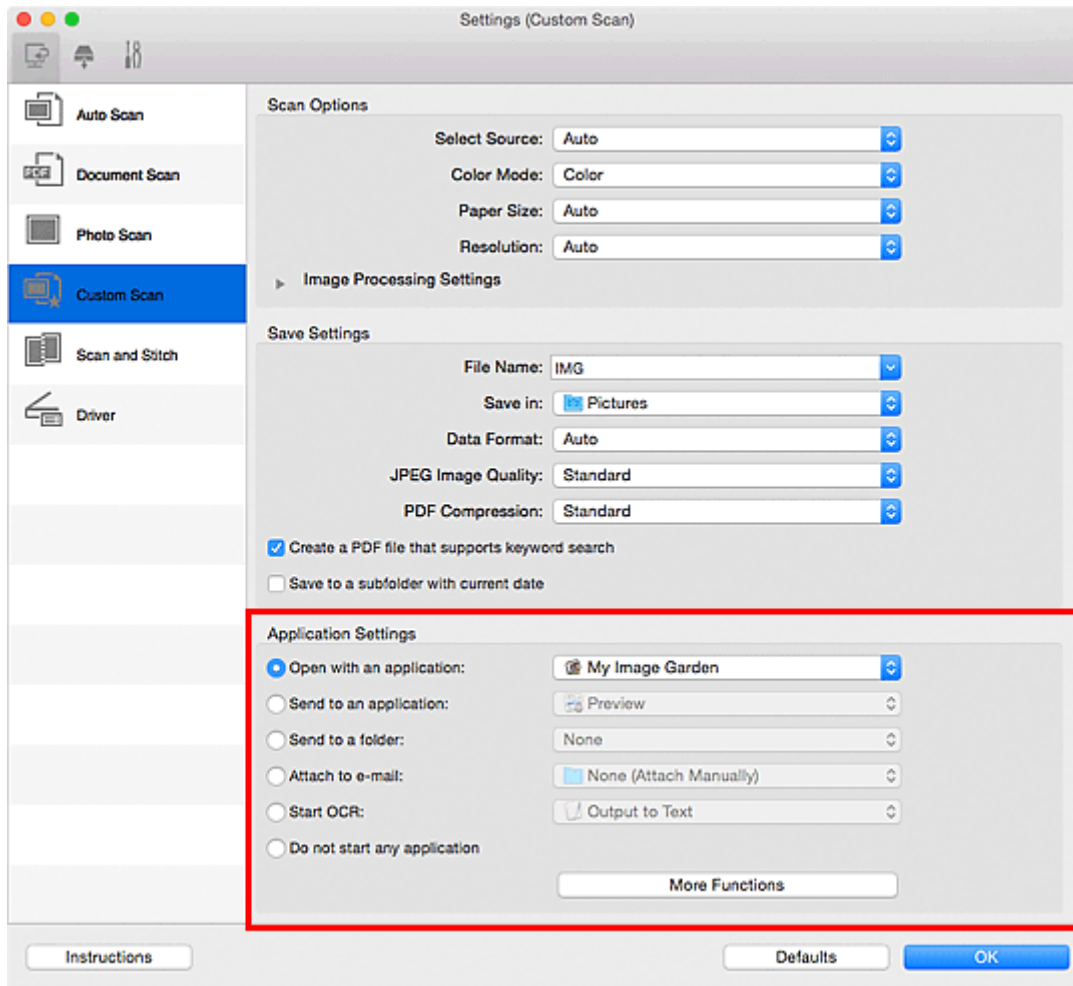 Settings (Custom Scan)
Auto Scan
PDF
Document Scan
Photo Scan
Custom Scan
Scan and Stitch
Driver
Scan Options
Select Source: Auto
Color Mode: Color
Paper Size: Auto
Resolution: Auto
Image Processing Settings
Save Settings
File Name: IMG
Save in: Pictures
Data Format: Auto
JPEG Image Quality: Standard
PDF Compression: Standard
Create a PDF file that supports keyword search
Save to a subfolder with current date
Application Settings
Open with an application: My Image Garden
Send to an application: Preview
Send to a folder: None
Attach to e-mail: None (Attach Manually)
Start OCR: Output to Text
Do not start any application
More Functions
Instructions
Defaults
OK